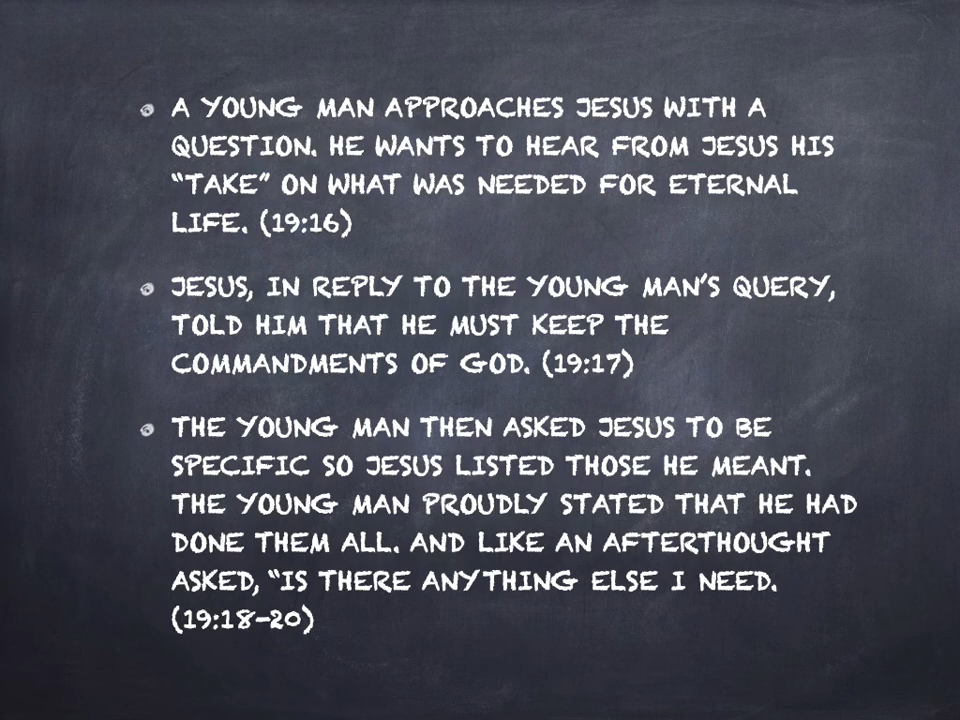 A YOUNG MAN APPROACHES JESUS WITH A
QUESTION. HE WANTS TO HEAR FROM JESUS HIS
“TAKE” ON WHAT WAS NEEDED FOR ETERNAL
LIFE. (19:16)
JESUS, IN REPLY TO THE YOUNG MAN’S QUERY,
TOLD HIM THAT HE MUST KEEP THE
COMMANDMENTS OF GOD. (19:17)
THE YOUNG MAN THEN ASKED JESUS TO BE
SPECIFIC SO JESUS LISTED THOSE HE MEANT.
THE YOUNG MAN PROUDLY STATED THAT HE HAD
DONE THEM ALL. AND LIKE AN AFTERTHOUGHT
ASKED, “IS THERE ANYTHING ELSE I NEED.
(19:18-20)